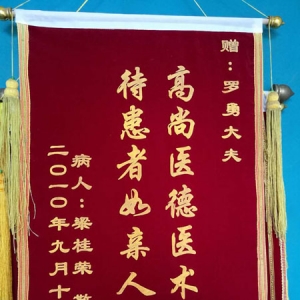 赠：罗勇大夫
高尚医德医术
待患者如亲人
病人：梁桂荣敬
二〇一〇年九月十